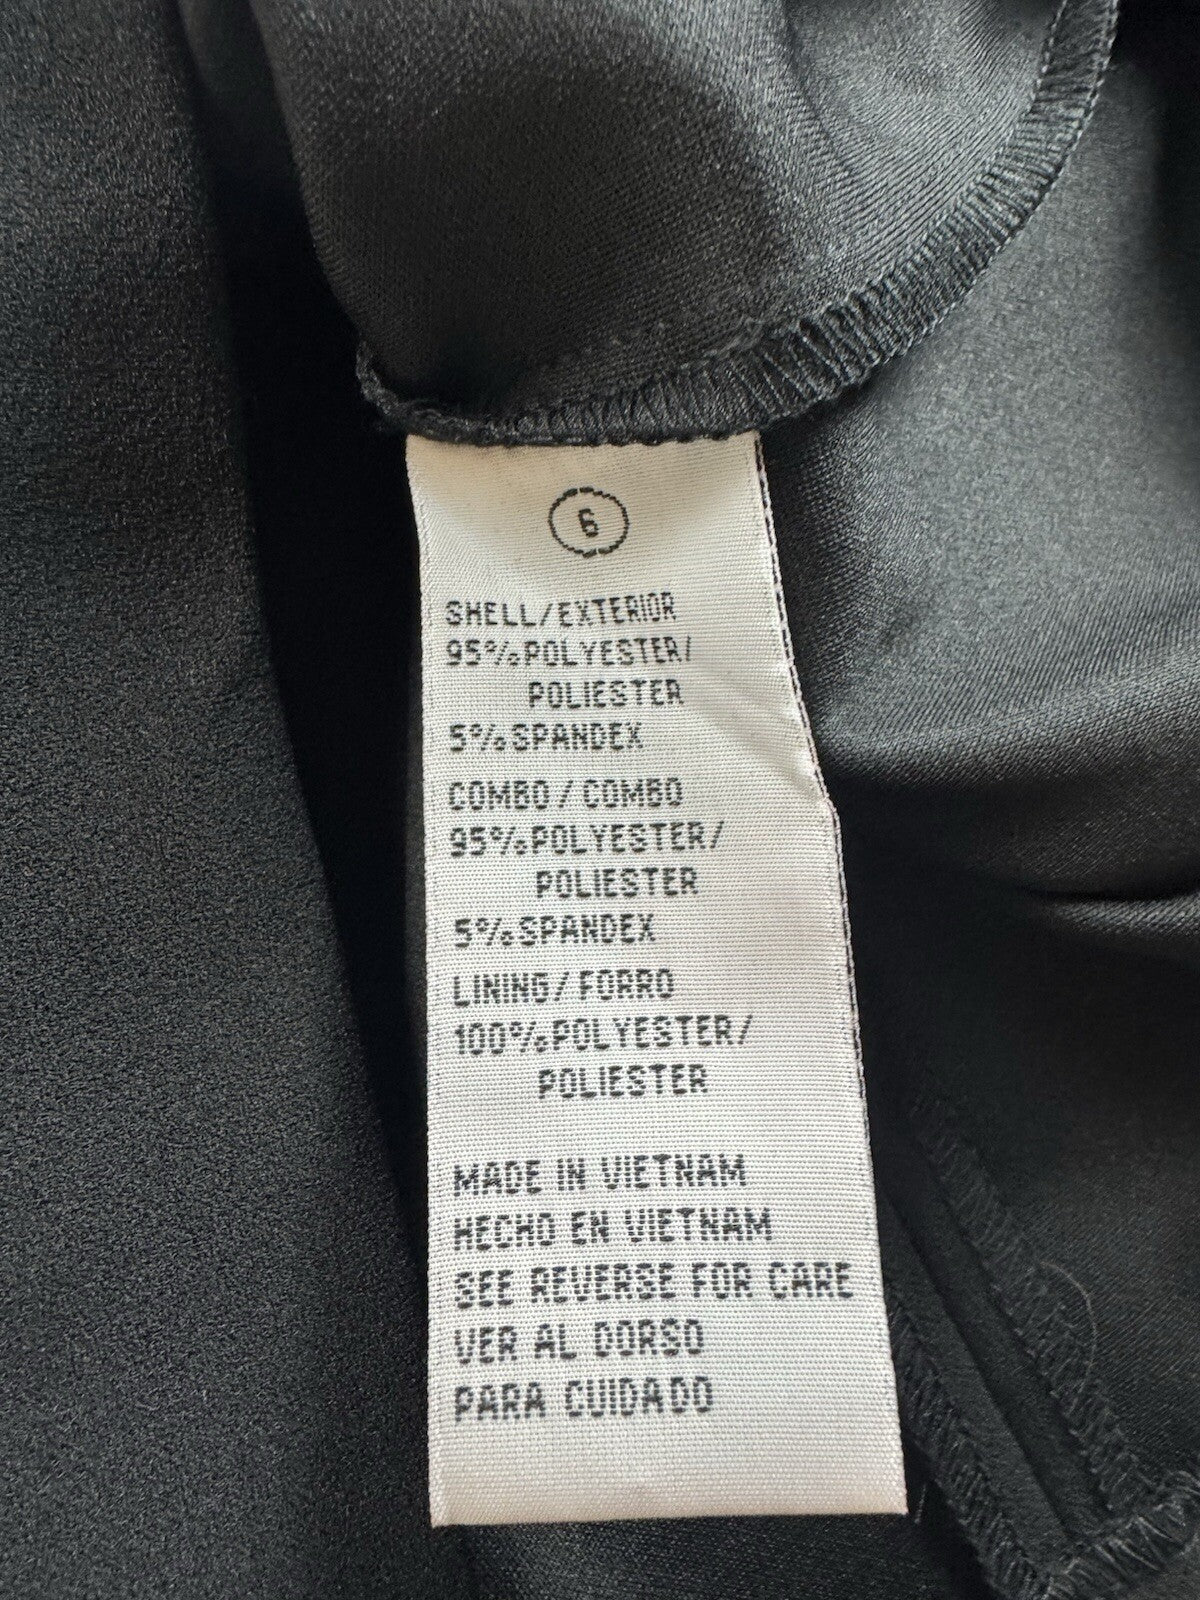 6
SHELL/EXTERIOR
95%POLYESTER/
POLIESTER
5%SPANDEX
COMBO/COMBO
95%POLYESTER/
POLIESTER
5%SPANDEX
LINING/FORRO
100%POLYESTER/
POLIESTER
MADE IN VIETNAM
HECHO EN VIETNAM
SEE REVERSE FOR CARE
VER AL DORSO
PARA CUIDADO